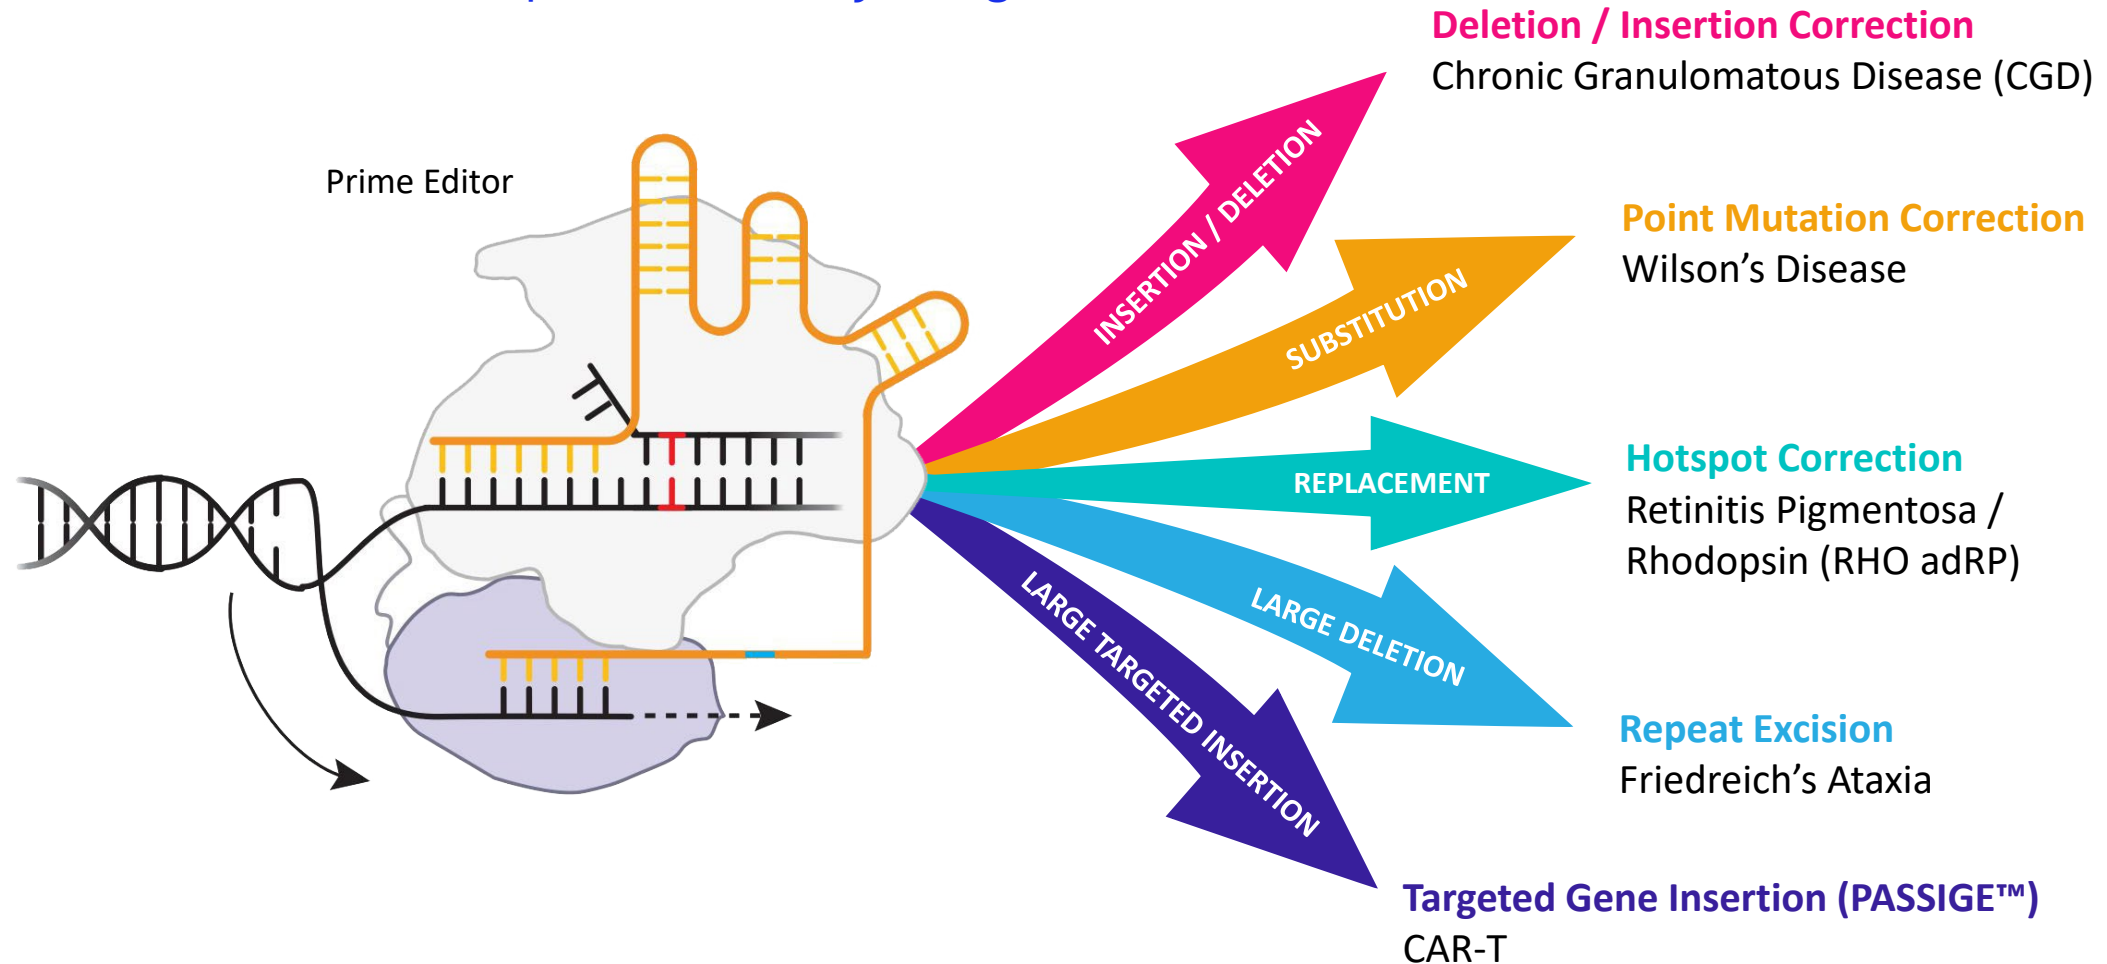 Deletion / Insertion Correction
Chronic Granulomatous Disease (CGD)
Prime Editor
INSERTION / DELETION
Point Mutation Correction
Wilson’s Disease
SUBSTITUTION
Hotspot Correction
REPLACEMENT
Retinitis Pigmentosa /
Rhodopsin (RHO adRP)
LARGE DELETION
LARGE TARGETED INSERTION
Repeat Excision
Friedreich’s Ataxia
Targeted Gene Insertion (PASSIGE™)
CAR-T